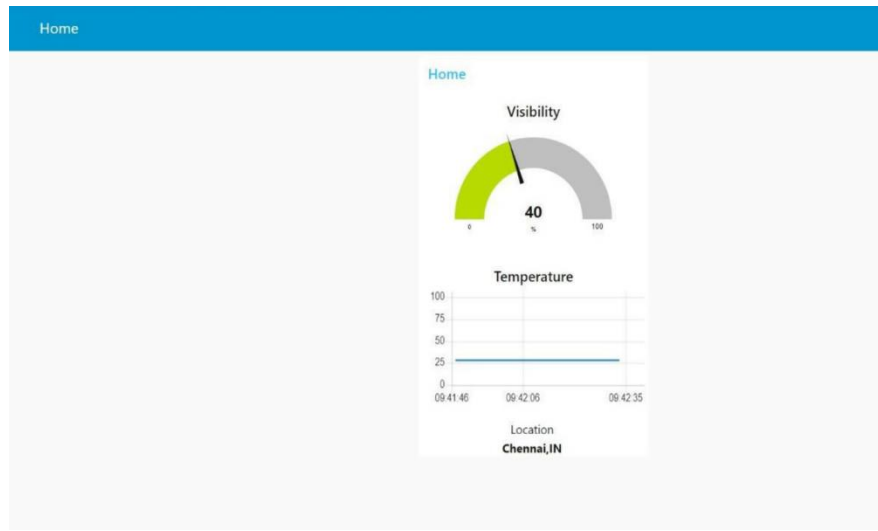 Home
Home
Visibility
40
0 % 100
Temperature
100
75
50
25
0
09:41:46 09:42:06 09:42:35
Location
Chennai,IN